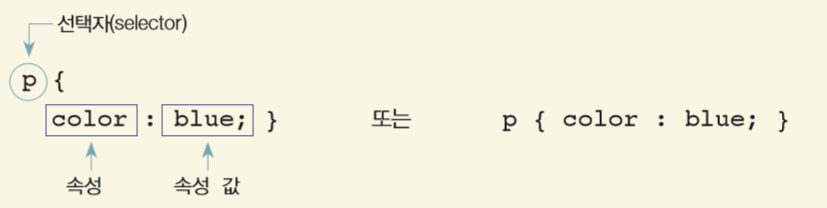 선택자(selector)
p {
color : blue; } 또는 p { color : blue; }
속성 속성 값